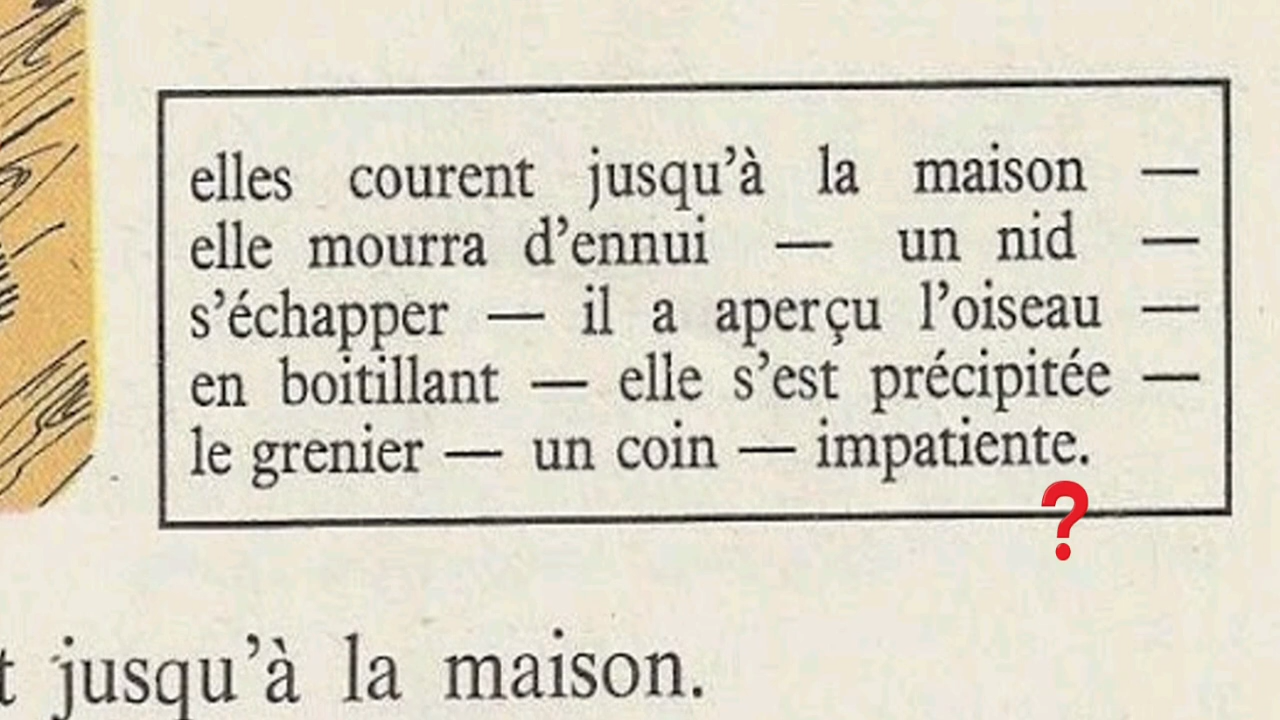 elles courent jusqu'à la maison —
elle mourra d'ennui — un nid —
s'échapper — il a aperçu l'oiseau —
en boitillant — elle s'est précipitée —
le grenier — un coin — impatiente.
❓
t jusqu'à la maison.